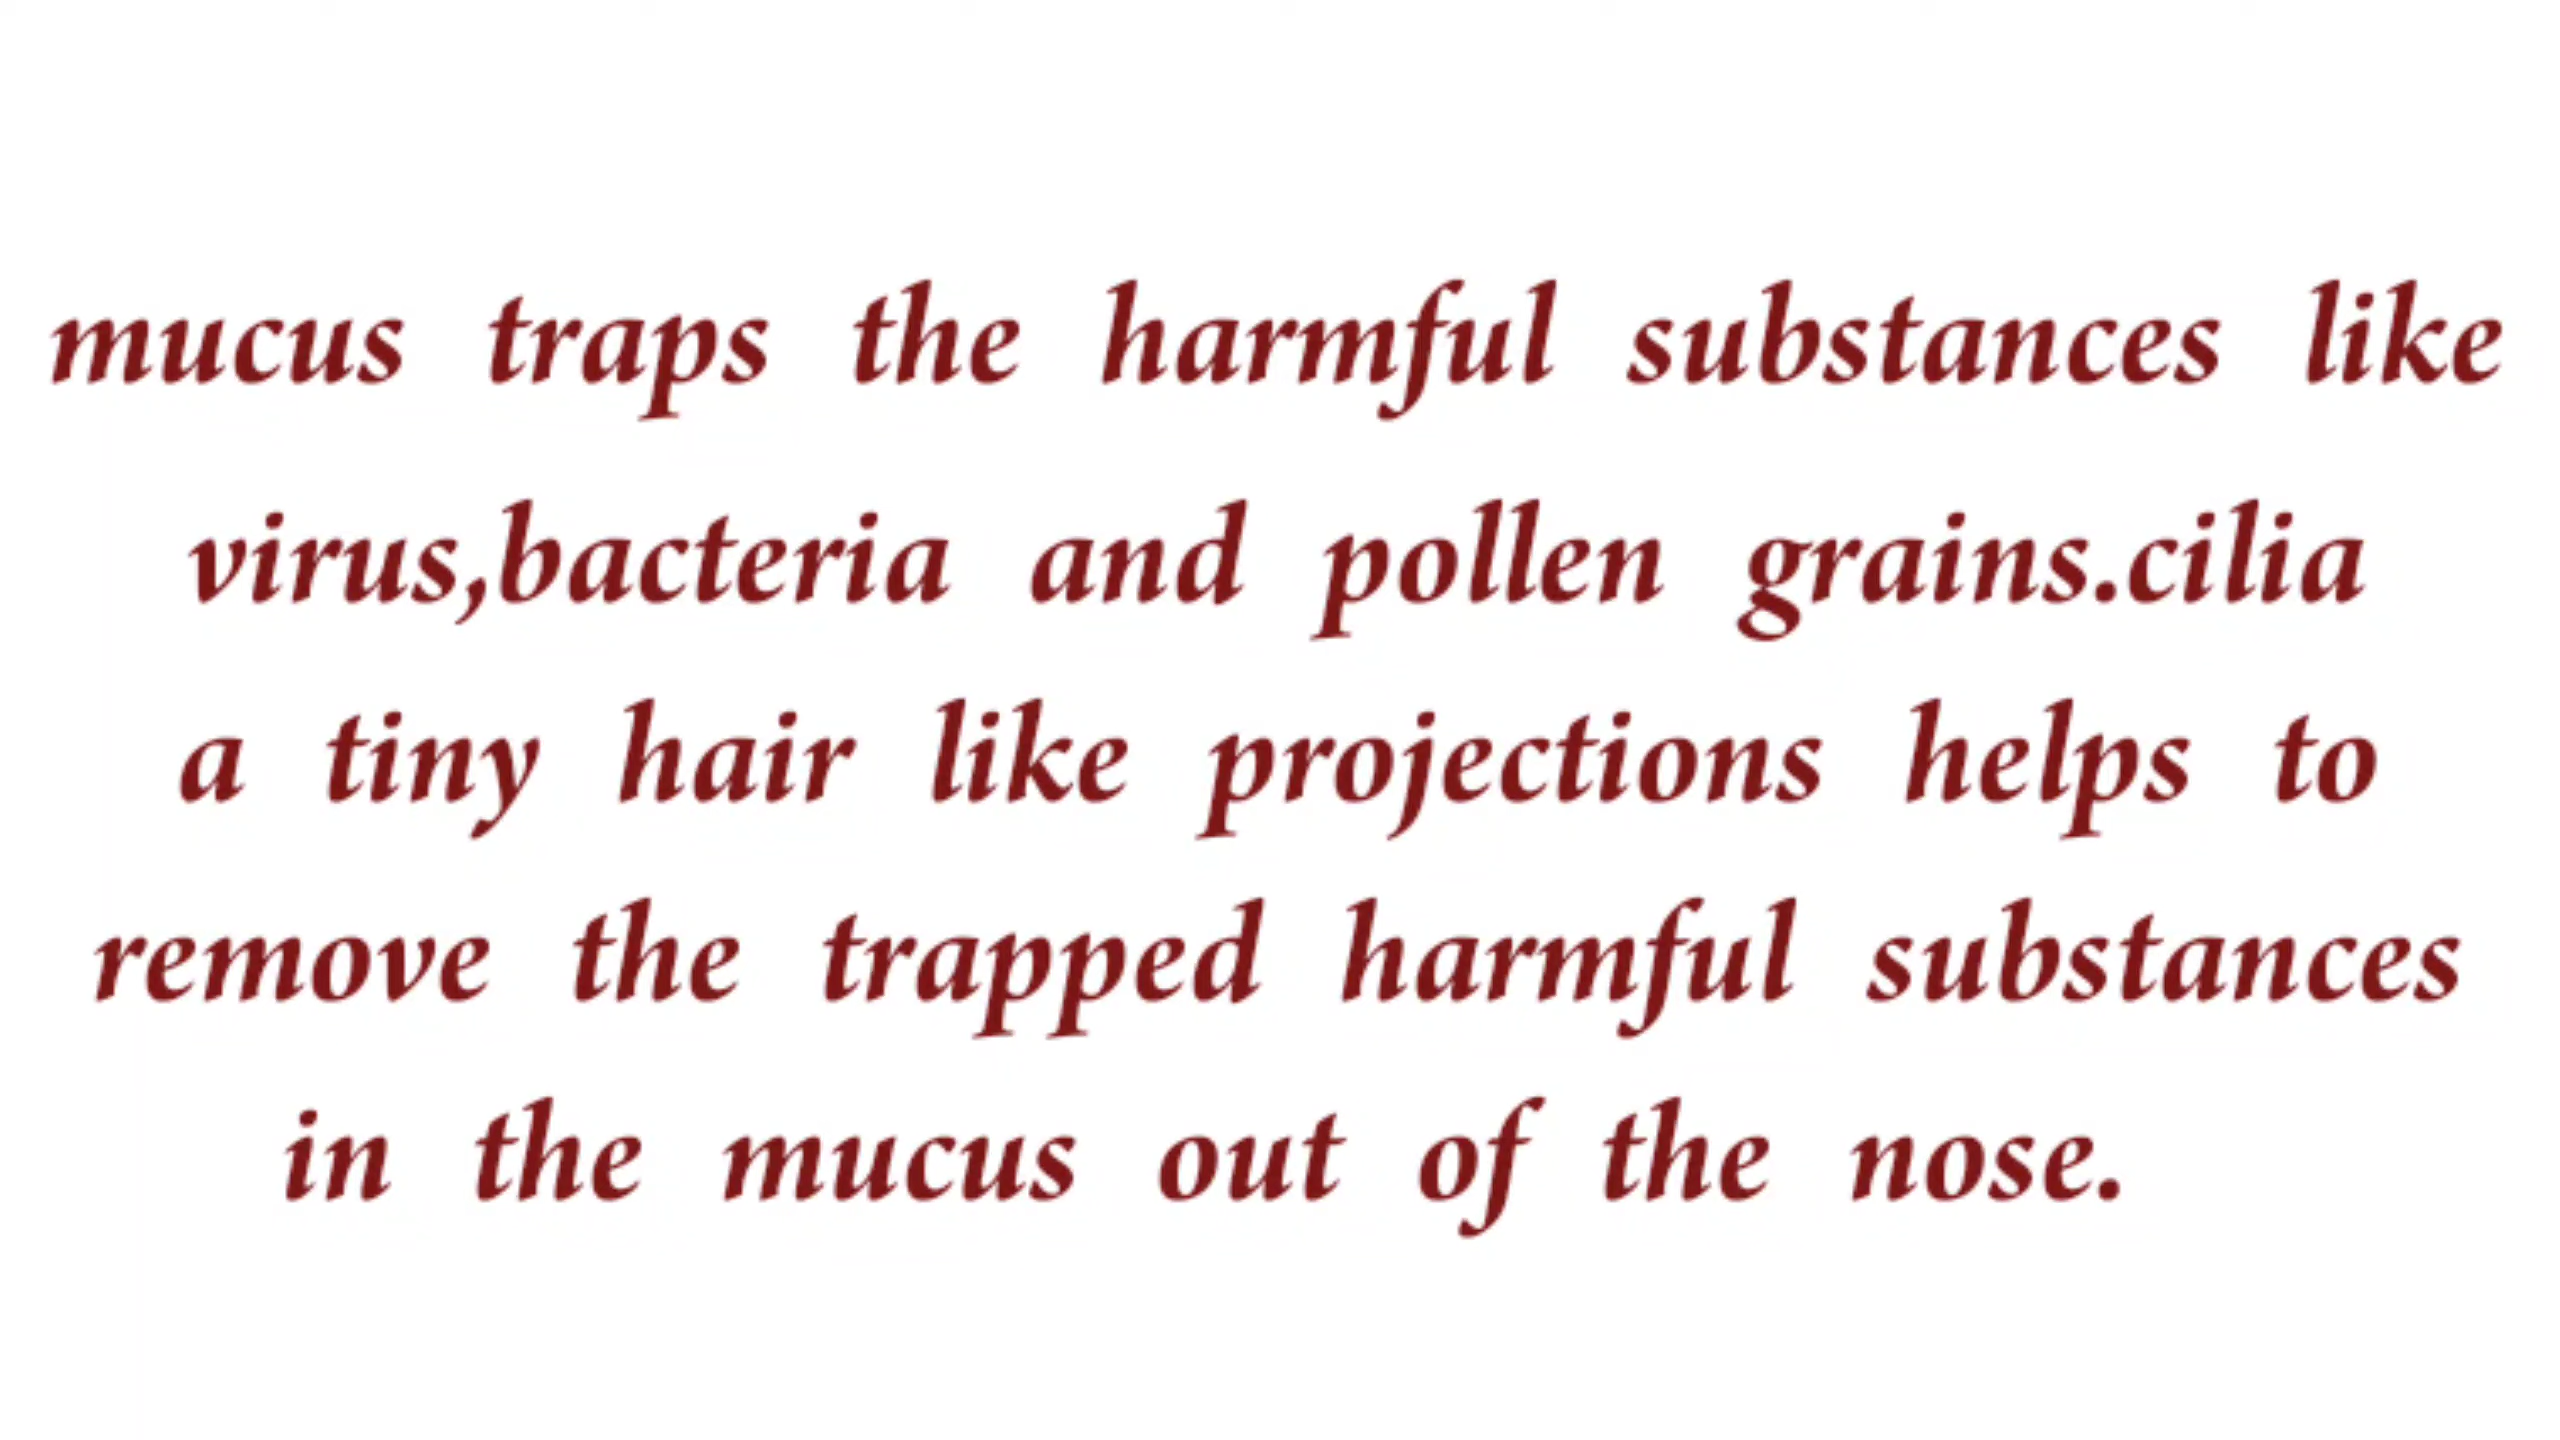 mucus traps the harmful substances like
virus,bacteria and pollen grains.cilia
a tiny hair like projections helps to
remove the trapped harmful substances
in the mucus out of the nose.